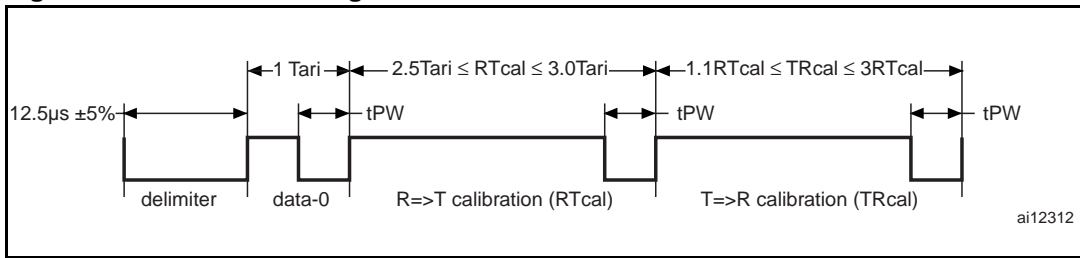 1 Tari
2.5Tari ≤ RTcal ≤ 3.0Tari
1.1RTcal ≤ TRcal ≤ 3RTcal
12.5µs ±5%
tPW
tPW
tPW
delimiter
data-0
R=>T calibration (RTcal)
T=>R calibration (TRcal)
ai12312